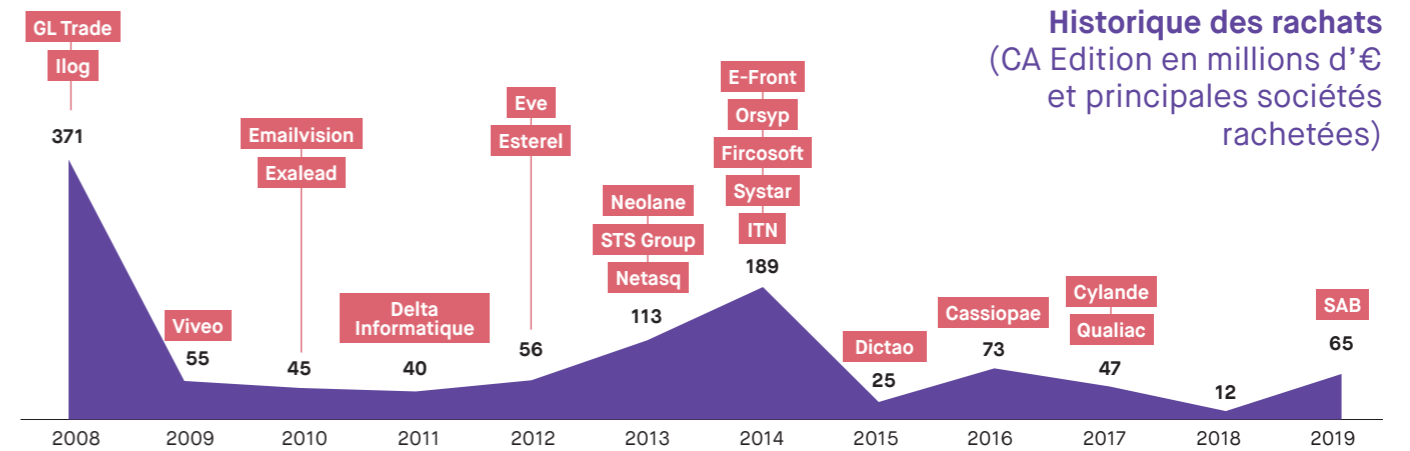 Historique des rachats
(CA Edition en millions d'€
et principales sociétés
rachetées)
GL Trade
Ilog
371
Viveo
55
Emailvision
Exalead
45
Delta
Informatique
40
Eve
Esterel
56
Neolane
STS Group
Netasq
113
E-Front
Orsyp
Fircosoft
Systar
ITN
189
Dictao
25
Cassiopae
73
Cylande
Qualiac
47
12
SAB
65
2008 2009 2010 2011 2012 2013 2014 2015 2016 2017 2018 2019